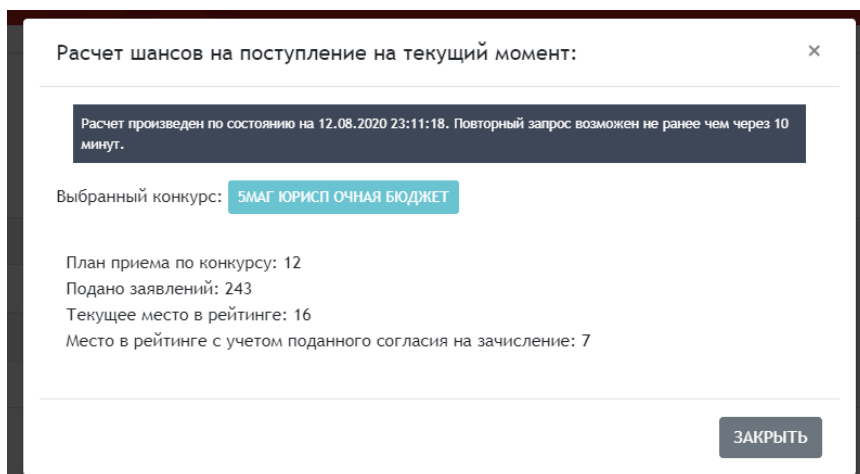 Расчет шансов на поступление на текущий момент:
×
Расчет произведен по состоянию на 12.08.2020 23:11:18. Повторный запрос возможен не ранее чем через 10
минут.
Выбранный конкурс: 5МАГ ЮРИСП ОЧНАЯ БЮДЖЕТ
План приема по конкурсу: 12
Подано заявлений: 243
Текущее место в рейтинге: 16
Место в рейтинге с учетом поданного согласия на зачисление: 7
ЗАКРЫТЬ